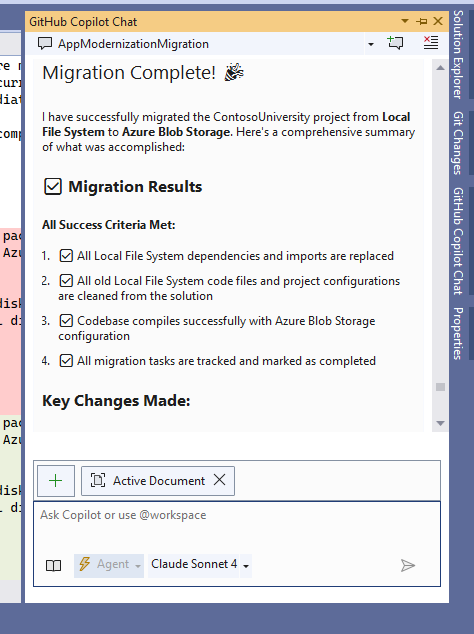 GitHub Copilot Chat
AppModernizationMigration
Migration Complete!
I have successfully migrated the ContosoUniversity project from Local
File System to Azure Blob Storage. Here's a comprehensive summary
of what was accomplished:
Migration Results
All Success Criteria Met:
1. All Local File System dependencies and imports are replaced
2. All old Local File System code files and project configurations
are cleaned from the solution
3. Codebase compiles successfully with Azure Blob Storage
configuration
4. All migration tasks are tracked and marked as completed
Key Changes Made:
Active Document
Ask Copilot or use @workspace
Agent
Claude Sonnet 4
Solution Explorer
Git Changes
GitHub Copilot Chat
Properties